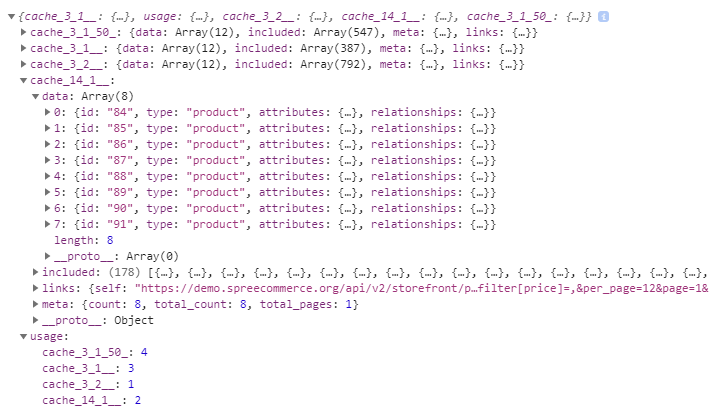 ▼{cache_3_1__: {…}, usage: {…}, cache_3_2__: {…}, cache_14_1__: {…}, cache_3_1_50_: {…}} i
▶cache_3_1_50_: {data: Array(12), included: Array(547), meta: {…}, links: {…}}
▶cache_3_1__: {data: Array(12), included: Array(387), meta: {…}, links: {…}}
▶cache_3_2__: {data: Array(12), included: Array(792), meta: {…}, links: {…}}
▼cache_14_1__:
▼data: Array(8)
▶0: {id: "84", type: "product", attributes: {…}, relationships: {…}}
▶1: {id: "85", type: "product", attributes: {…}, relationships: {…}}
▶2: {id: "86", type: "product", attributes: {…}, relationships: {…}}
▶3: {id: "87", type: "product", attributes: {…}, relationships: {…}}
▶4: {id: "88", type: "product", attributes: {…}, relationships: {…}}
▶5: {id: "89", type: "product", attributes: {…}, relationships: {…}}
▶6: {id: "90", type: "product", attributes: {…}, relationships: {…}}
▶7: {id: "91", type: "product", attributes: {…}, relationships: {…}}
length: 8
▶__proto__: Array(0)
▶included: (178) [{…}, {…}, {…}, {…}, {…}, {…}, {…}, {…}, {…}, {…}, {…}, {…}, {…}, {…},
▶links: {self: "https://demo.spreecommerce.org/api/v2/storefront/p…filter[price]=,&per_page=12&page=1&
▶meta: {count: 8, total_count: 8, total_pages: 1}
▶__proto__: Object
▼usage:
cache_3_1_50_: 4
cache_3_1__: 3
cache_3_2__: 1
cache_14_1__: 2